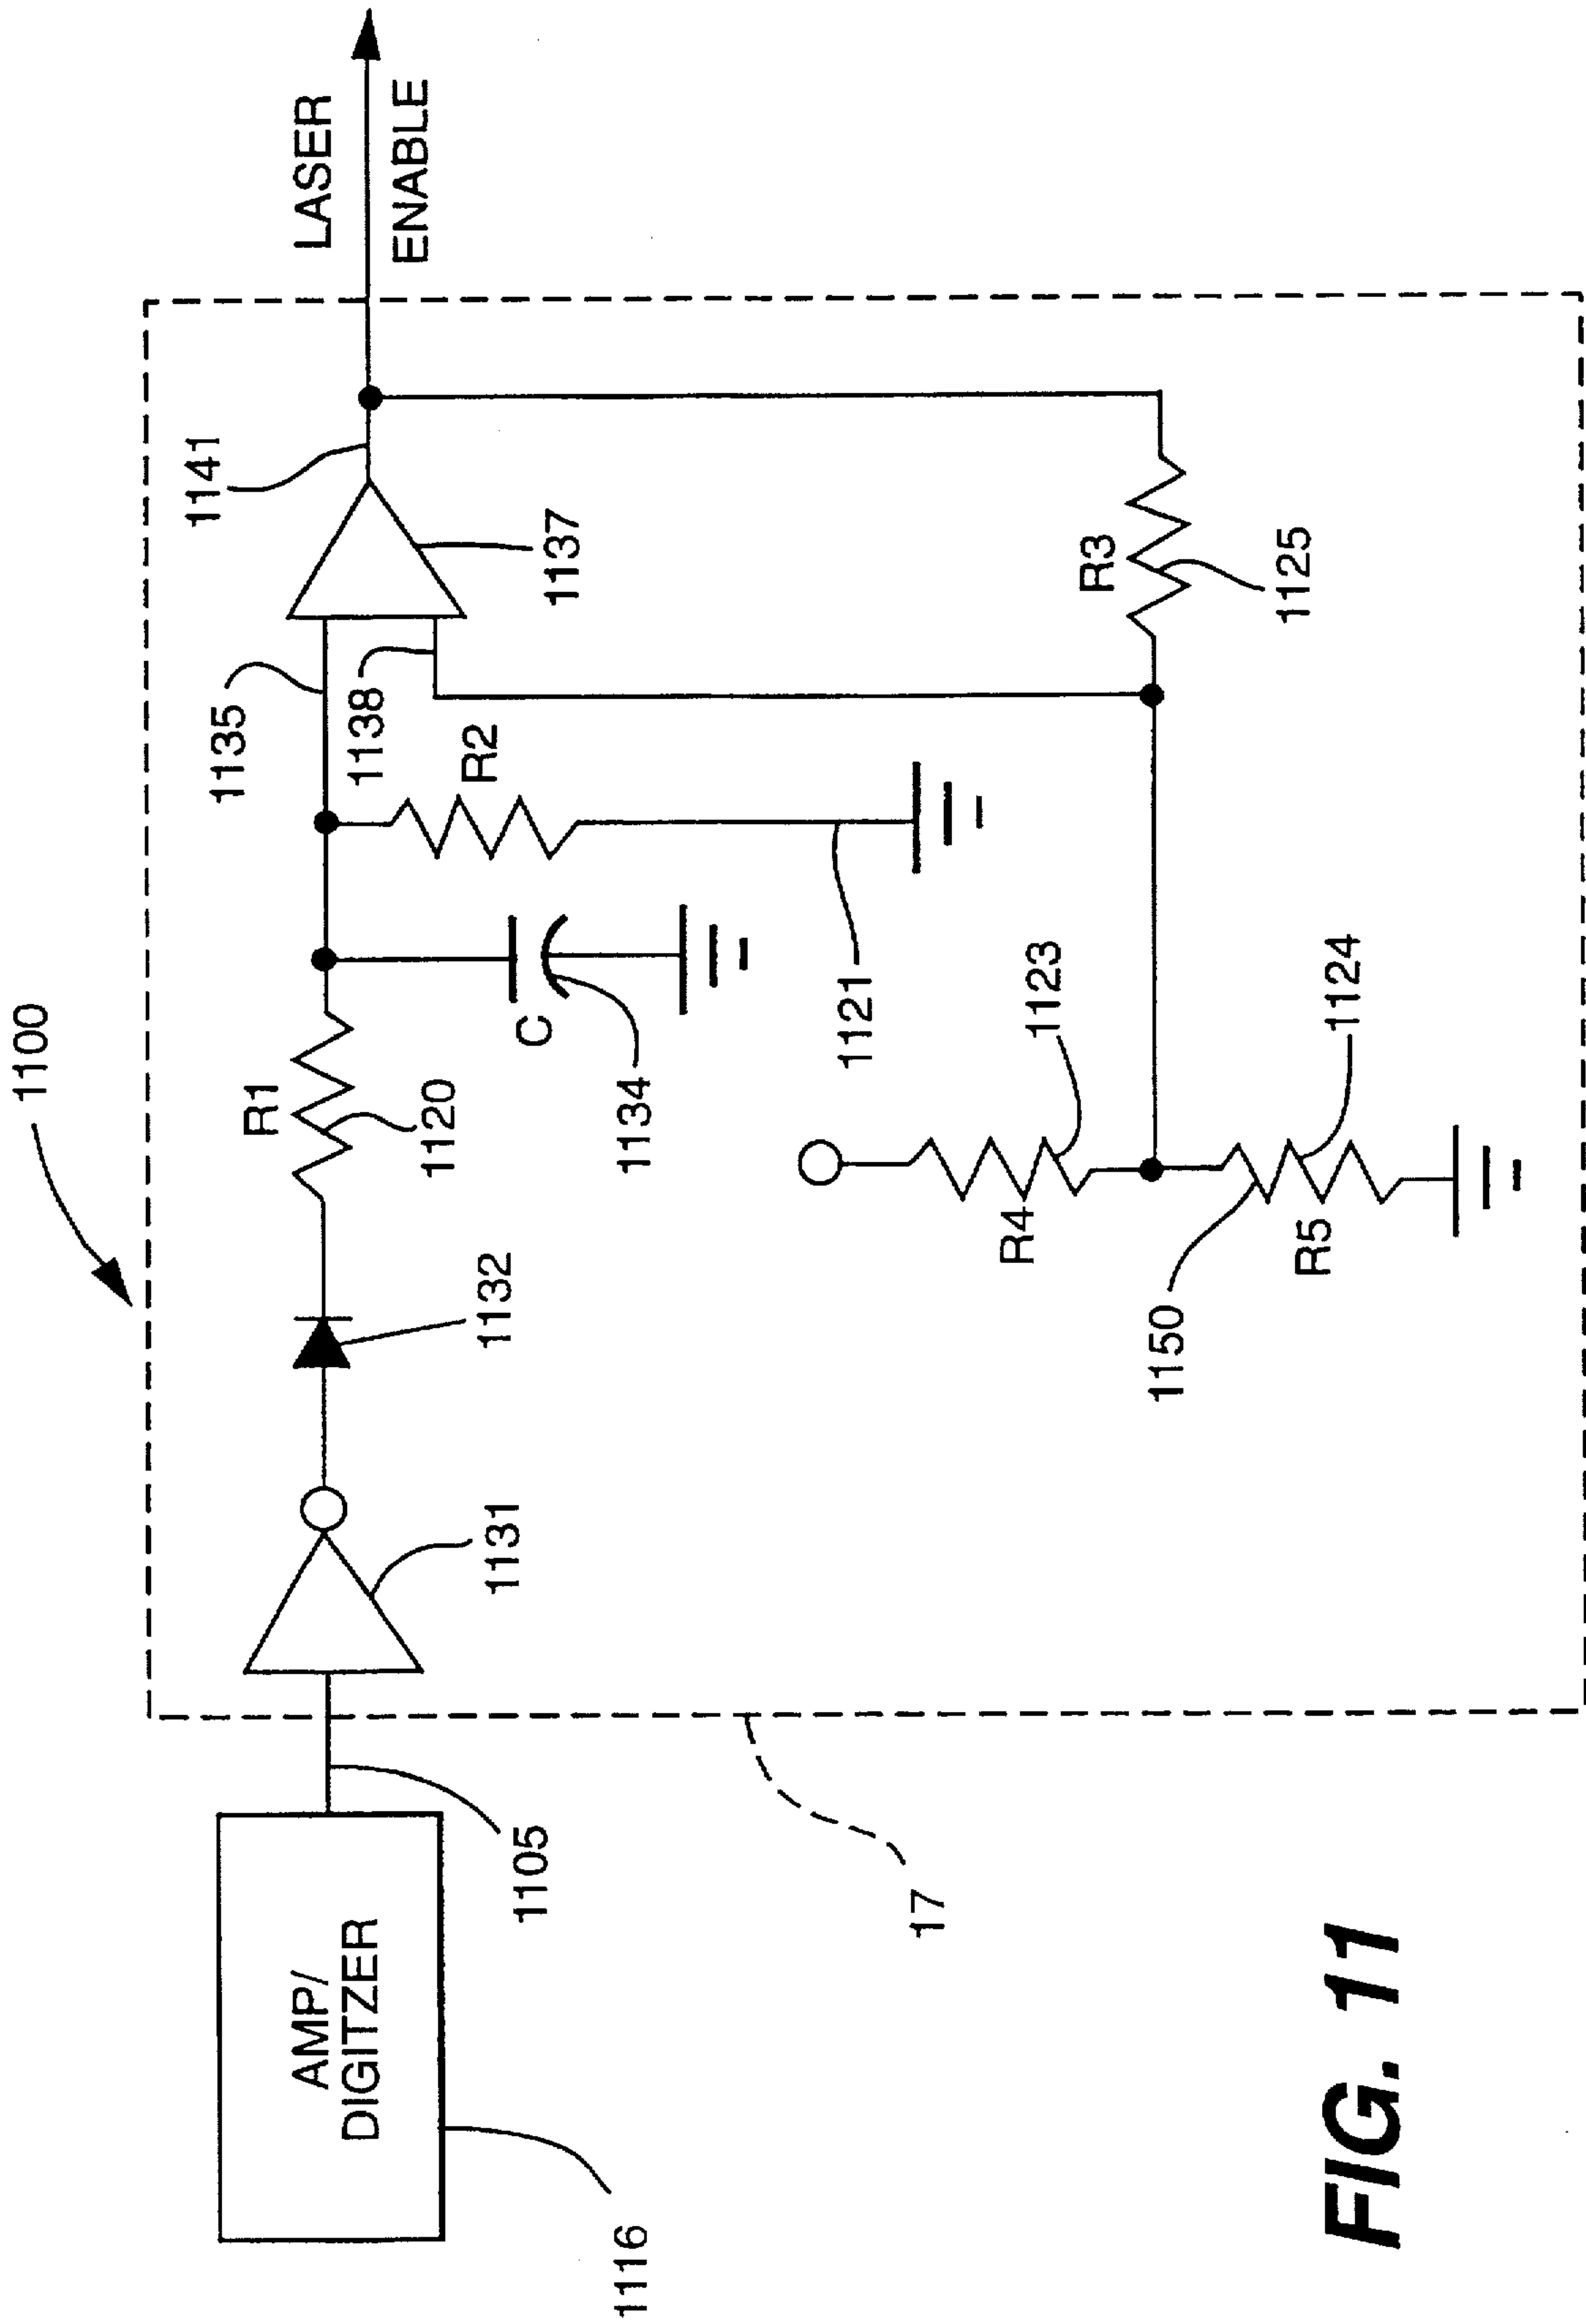 1100
LASER
ENABLE
1141
1135
1137
1138
R1
1120
R2
1132
C
1134
1131
AMP/
DIGITZER
1105
1116
1121
R3
1125
1123
R4
1124
1150
R5
17
FIG. 11